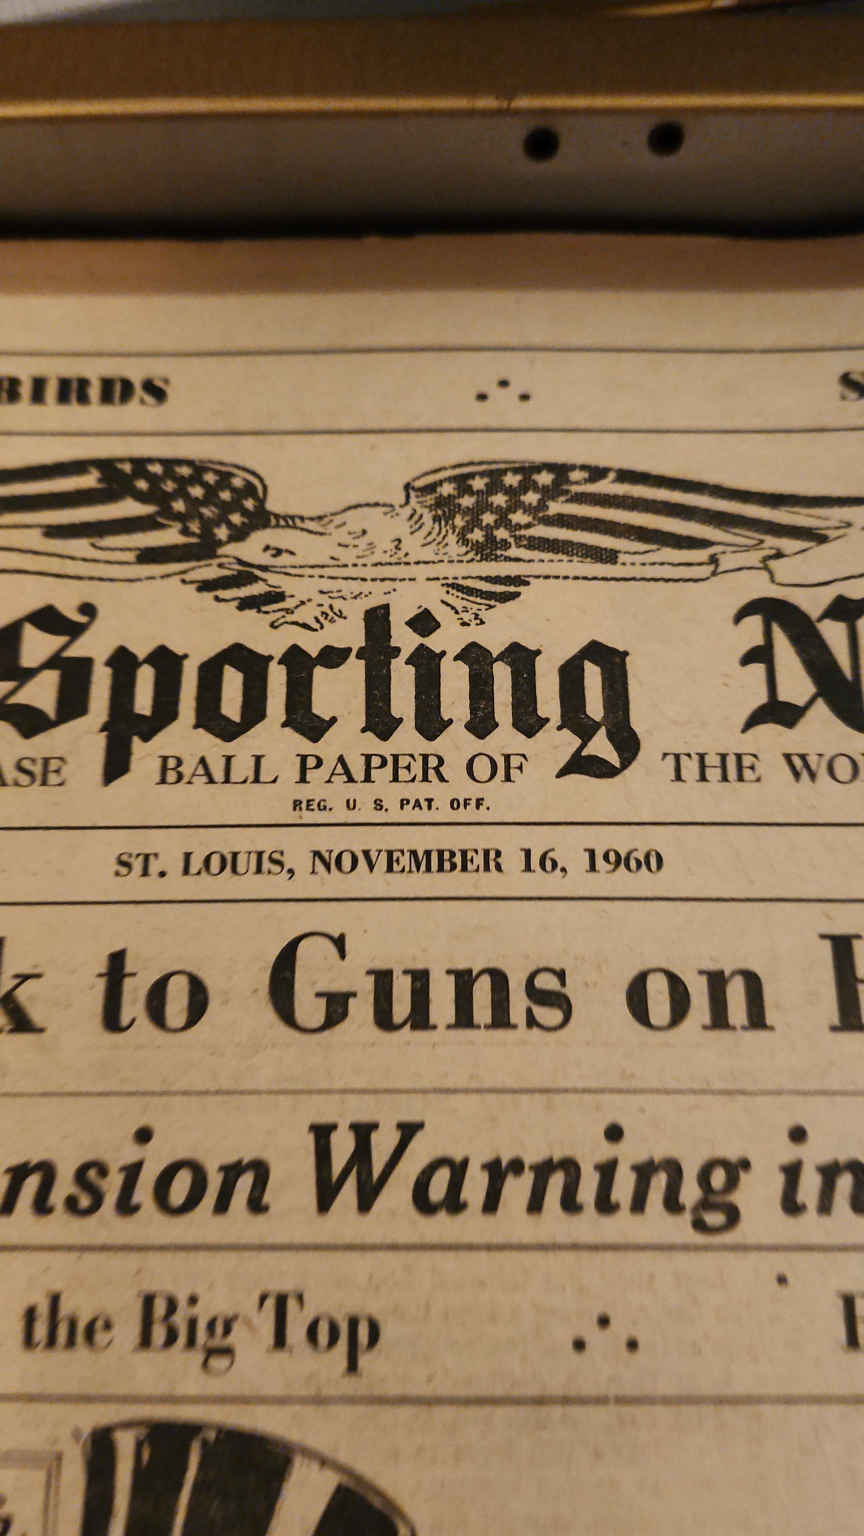 BIRDS
Sporting N
ASE BALL PAPER OF THE WO
REG. U. S. PAT. OFF.
ST. LOUIS, NOVEMBER 16, 1960
k to Guns on
nsion Warning in
the Big Top